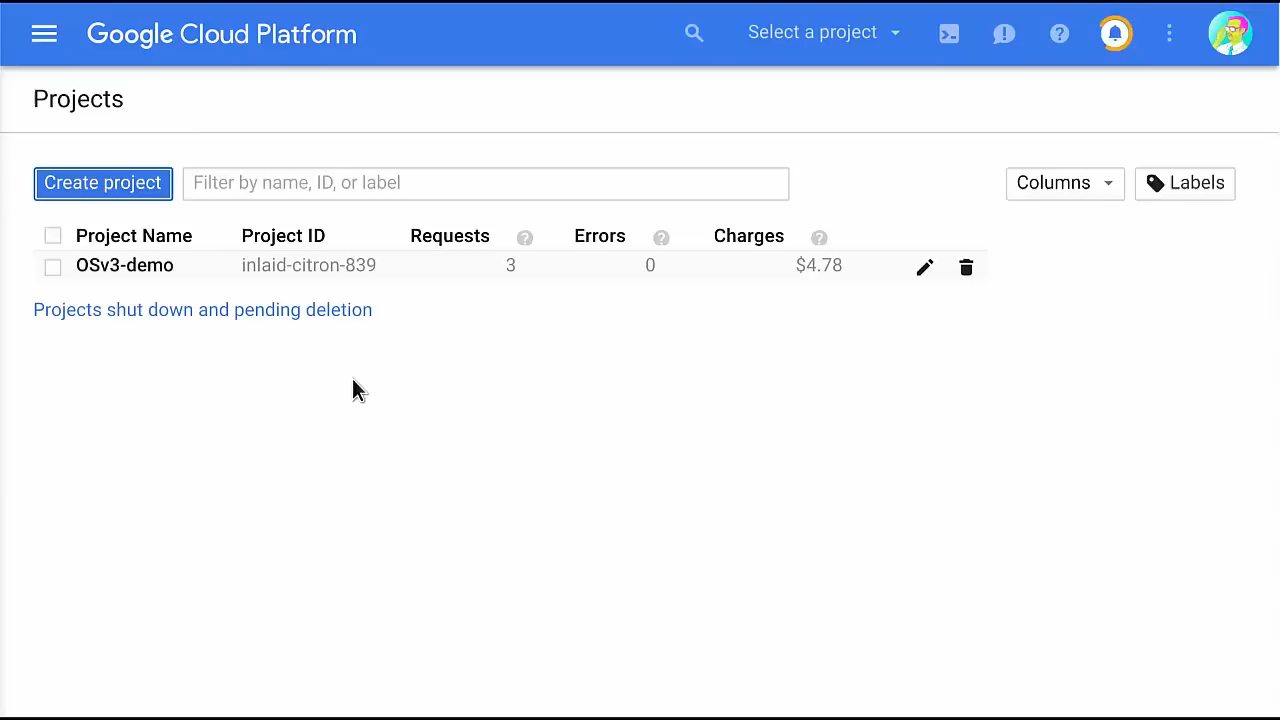 Google Cloud Platform Select a project
Projects
Create project Filter by name, ID, or label Columns Labels
Project Name Project ID Requests Errors Charges
OSv3-demo inlaid-citron-839 3 0 $4.78
Projects shut down and pending deletion